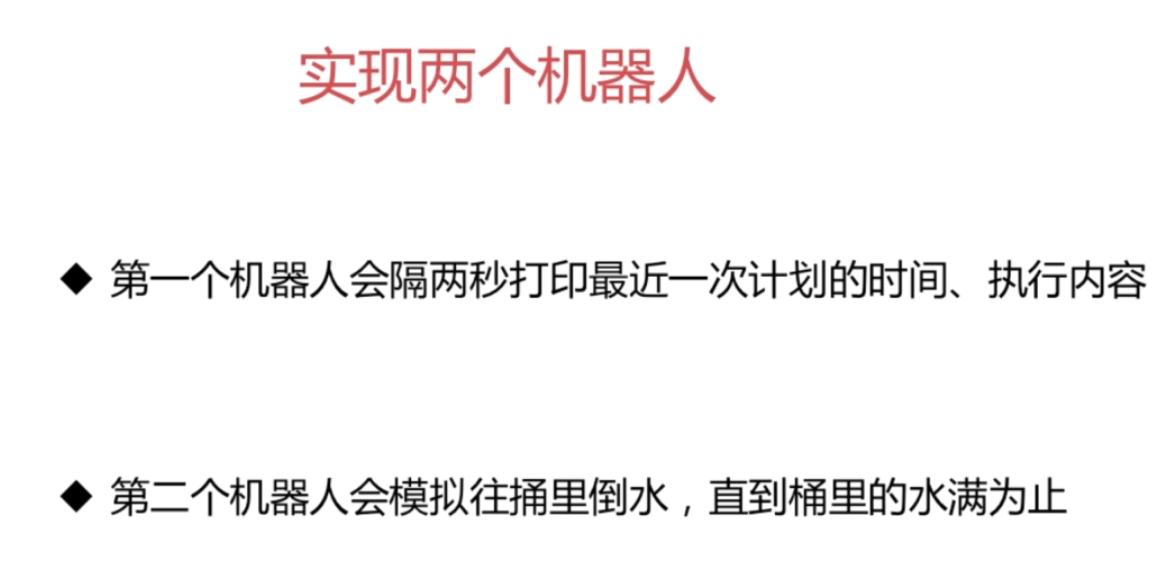 实现两个机器人
◆ 第一个机器人会隔两秒打印最近一次计划的时间、执行内容
◆ 第二个机器人会模拟往捅里倒水，直到桶里的水满为止